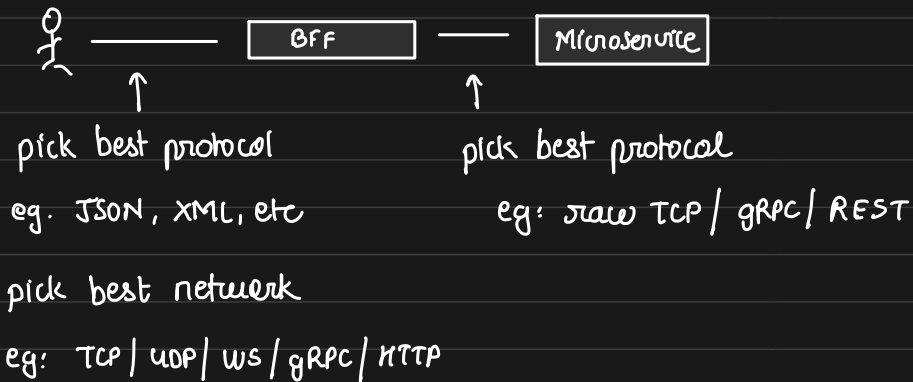 BFF
Microservice
pick best protocol
pick best protocol
eg. JSON, XML, etc
eg: raw TCP / gRPC / REST
pick best network
eg: TCP / UDP / WS / gRPC / HTTP